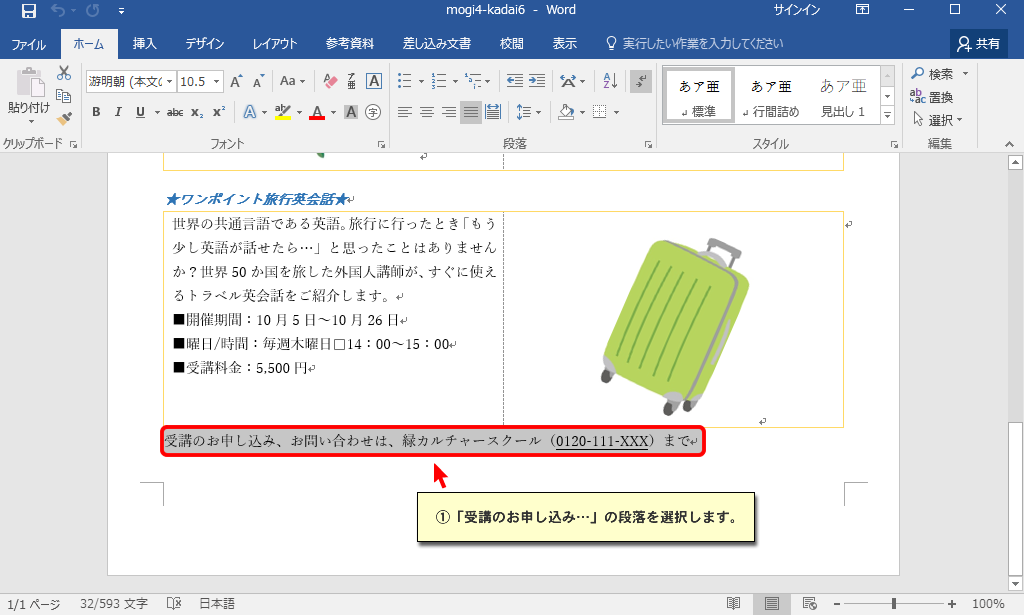 mogi4-kadai6 - Word
サインイン
ファイル ホーム 挿入 デザイン レイアウト 参考資料 差し込み文書 校閲 表示 実行したい作業を入力してください 共有
游明朝 (本文の 10.5
Aa
貼り付け
B I U abc x₂ x²
クリップボード フォント 段落 スタイル 編集
あア亜 あア亜 あア亜
標準 行間詰め 見出し 1
検索
置換
選択
★ワンポイント旅行英会話★
世界の共通言語である英語。旅行に行ったとき「もう
少し英語が話せたら…」と思ったことはありません
か?世界 50 か国を旅した外国人講師が、すぐに使え
るトラベル英会話をご紹介します。
■開催期間:10 月 5 日~10 月 26 日
■曜日/時間:毎週木曜日□14:00~15:00
■受講料金:5,500 円
受講のお申し込み、お問い合わせは、緑カルチャースクール(0120-111-XXX)まで
①「受講のお申し込み…」の段落を選択します。
1/1 ページ 32/593 文字 日本語 100%